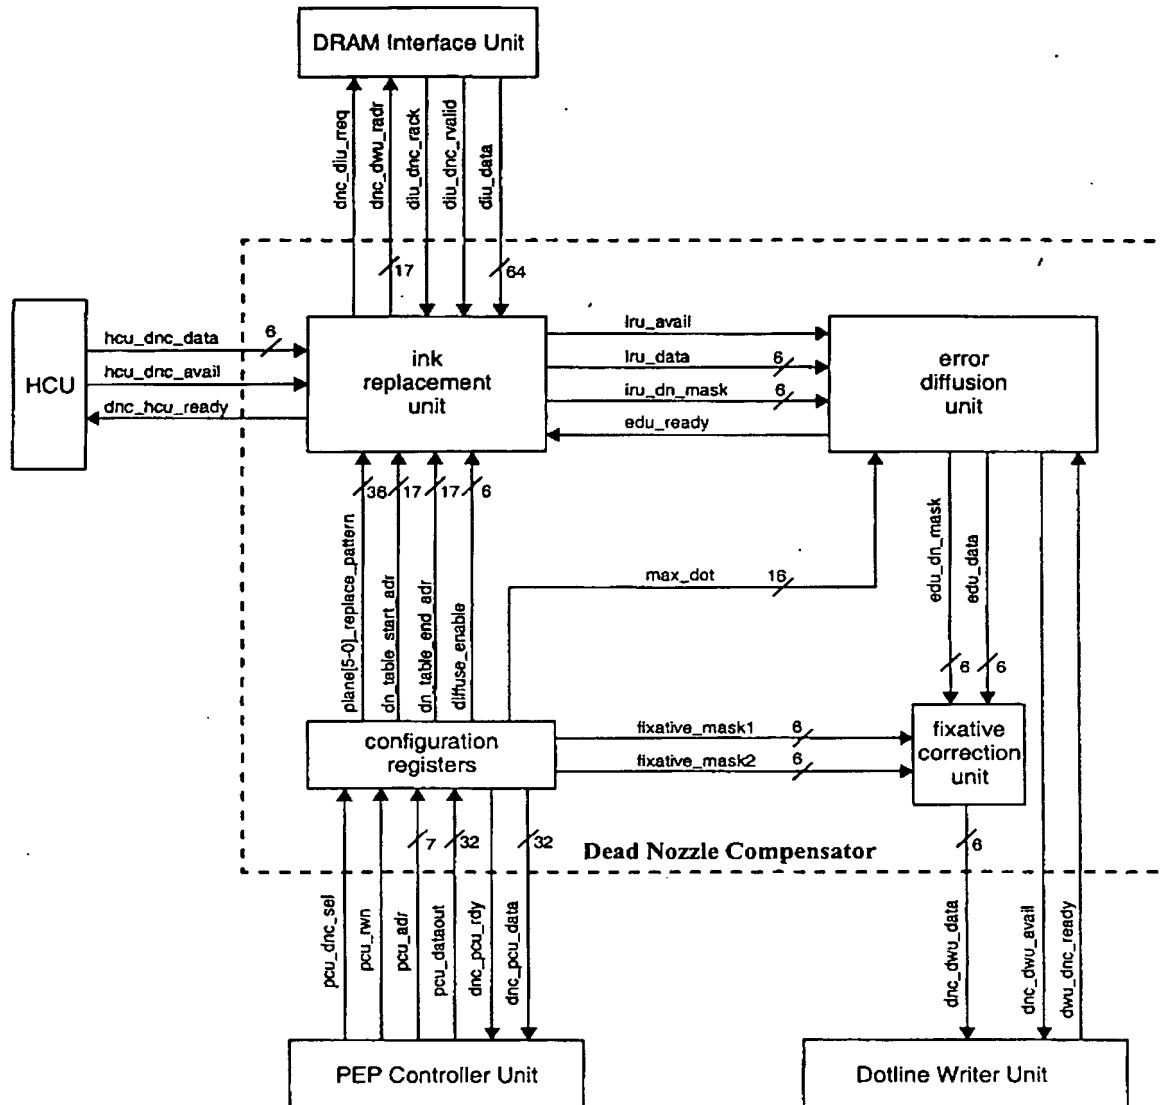 DRAM Interface Unit
dnc_diu_rreq
dnc_dwu_radr
diu_dnc_rack
diu_dnc_rvalid
diu_data
17
64
HCU
hcu_dnc_data
6
hcu_dnc_avail
dnc_hcu_ready
ink
replacement
unit
iru_avail
iru_data
6
iru_dn_mask
6
edu_ready
error
diffusion
unit
38
17
17
6
plane[5-0]_replace_pattern
dn_table_start_adr
dn_table_end_adr
diffuse_enable
max_dot
16
edu_dn_mask
edu_data
6
6
configuration
registers
fixative_mask1
6
fixative_mask2
6
fixative
correction
unit
7
32
32
6
Dead Nozzle Compensator
pcu_dnc_sel
pcu_rwn
pcu_adr
pcu_dataout
dnc_pcu_rdy
dnc_pcu_data
dnc_dwu_data
dnc_dwu_avail
dwu_dnc_ready
PEP Controller Unit
Dotline Writer Unit